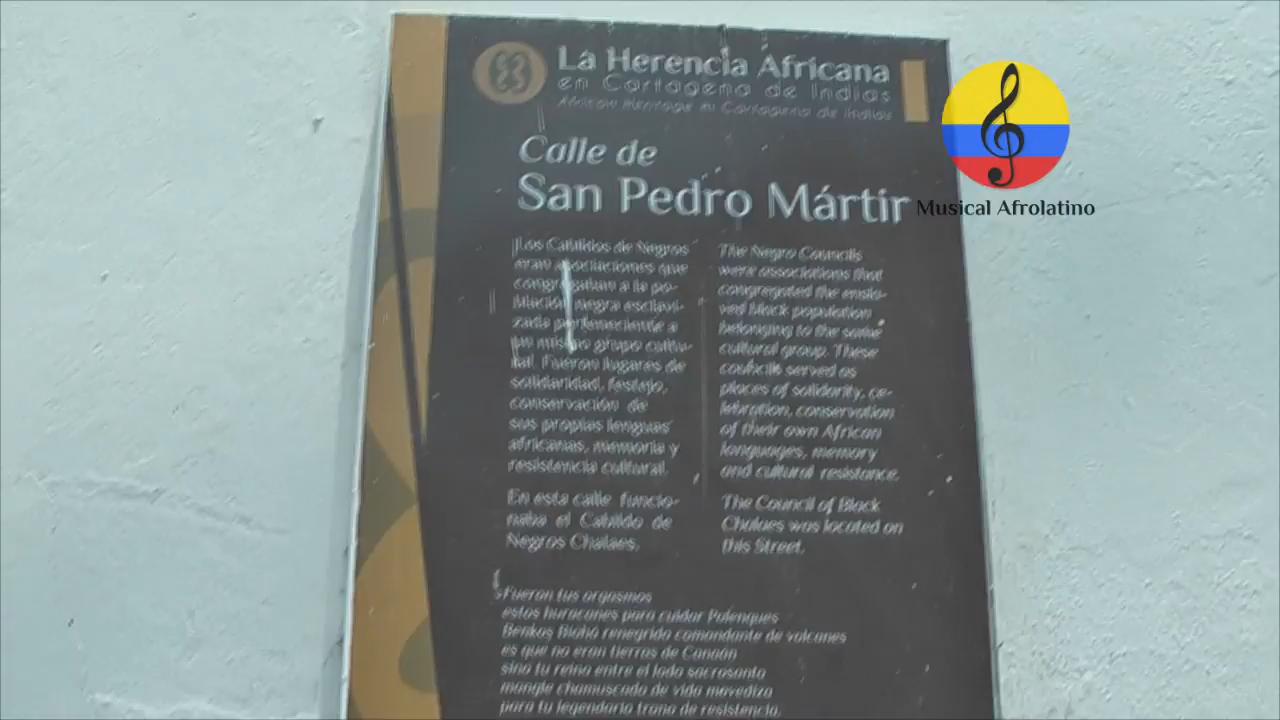 La Herencia Africana
en Cartagena de Indias
African Heritage in Cartagena de Indias
Calle de
San Pedro Mártir
Musical Afrolatino
Los Cabildos de Negros
eran asociaciones que
congregaban a la po-
blación negra esclavi-
zada perteneciente a
un mismo grupo cultu-
ral. Fueron lugares de
solidaridad, festejo,
conservación de
sus propias lenguas
africanas, memoria y
resistencia cultural.
En esta calle funcio-
naba el Cabildo de
Negros Chalaes.
The Negro Councils
were associations that
congregated the ensla-
ved black population
belonging to the same
cultural group. These
councils served as
places of solidarity, ce-
lebration, conservation
of their own African
languages, memory
and cultural resistance.
The Council of Black
Chalaes was located on
this Street.
Fueron tus orgasmos
estos huracanes para cuidar Palenques
Benkos Biohó renegrido comandante de volcanes
es que no eran tierras de Canaán
sino tu reino entre el lodo sacrosanto
mangle chamuscado de vida movediza
para tu legendario trono de resistencia.